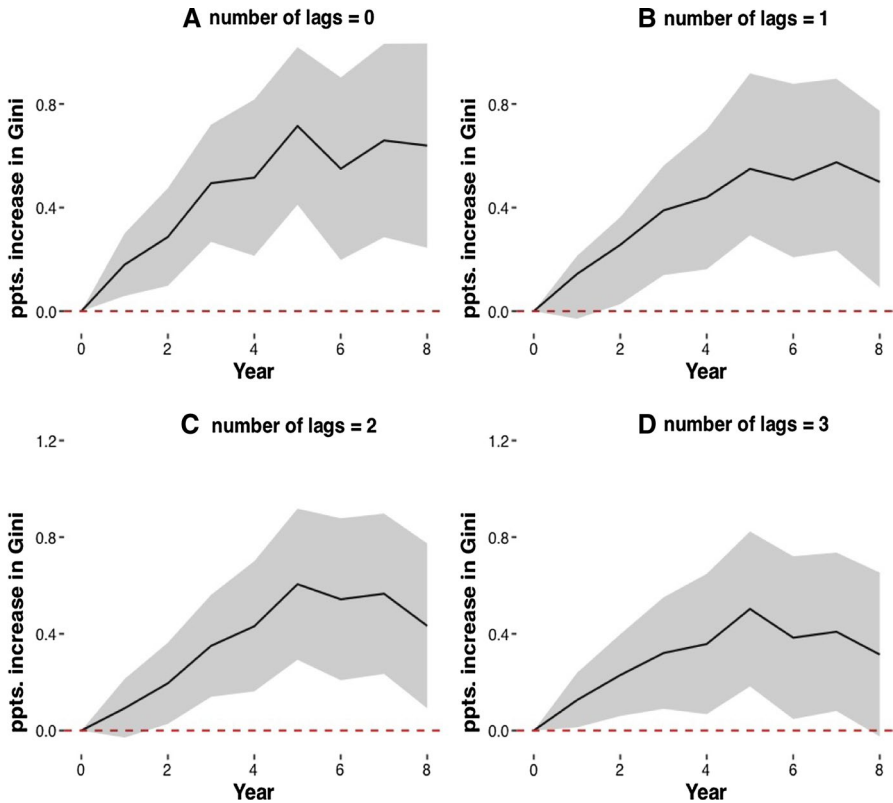 A number of lags = 0
ppts. increase in Gini
0.8
0.4
0.0
0 2 4 6 8
Year
B number of lags = 1
ppts. increase in Gini
0.8
0.4
0.0
0 2 4 6 8
Year
C number of lags = 2
ppts. increase in Gini
1.2
0.8
0.4
0.0
0 2 4 6 8
Year
D number of lags = 3
ppts. increase in Gini
1.2
0.8
0.4
0.0
0 2 4 6 8
Year